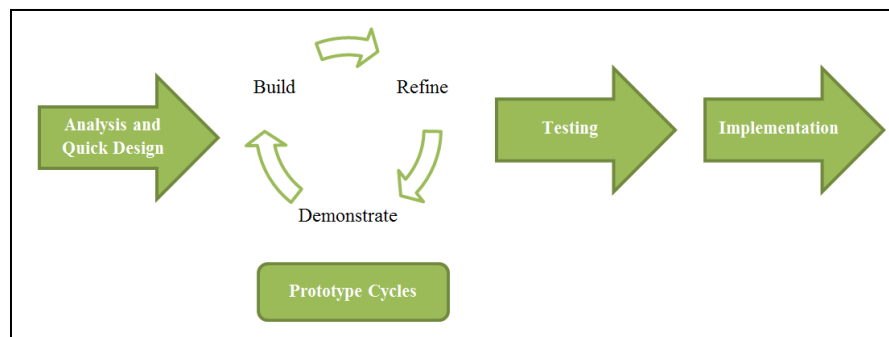 Analysis and
Quick Design
Build
Refine
Demonstrate
Prototype Cycles
Testing
Implementation